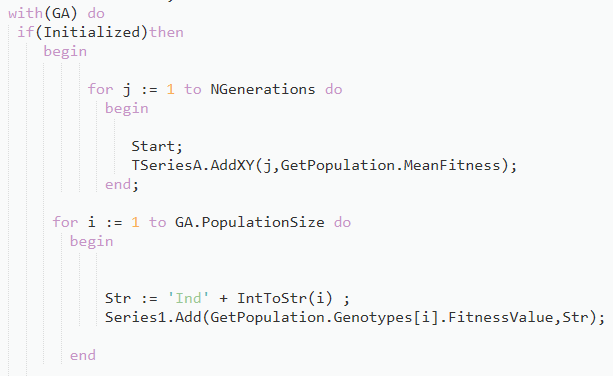 with(GA) do
if(Initialized)then
begin
for j := 1 to NGenerations do
begin
Start;
TSeriesA.AddXY(j,GetPopulation.MeanFitness);
end;
for i := 1 to GA.PopulationSize do
begin
Str := 'Ind' + IntToStr(i) ;
Series1.Add(GetPopulation.Genotypes[i].FitnessValue,Str);
end